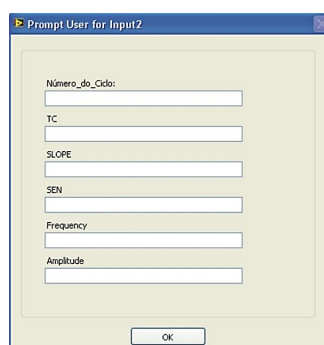 Prompt User for Input2
Número_do_Ciclo:
TC
SLOPE
SEN
Frequency
Amplitude
OK